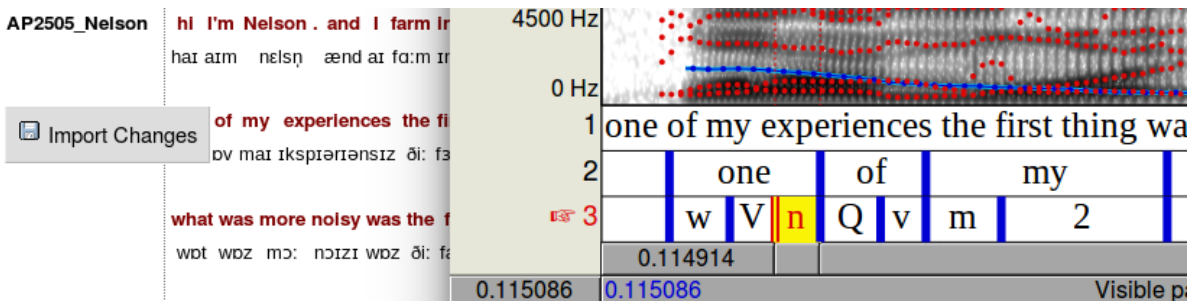 AP2505_Nelson
hi I'm Nelson . and I farm in
haɪ aɪm nɛlsn̩ ænd aɪ fɑːm ɪn
Import Changes
of my experiences the fi
ɒv maɪ ɪkspɪərɪənsɪz ðiː
what was more noisy was the
wɒt wɒz mɔː nɔɪzɪ wɒz ðiː
4500 Hz
0 Hz
1 one of my experiences the first thing wa
2 one of my
3 w V n Q v m 2
0.114914
0.115086 0.115086 Visible pa